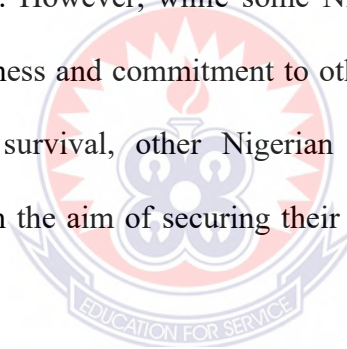 . However, while some Ni
ness and commitment to oth
survival, other Nigerian
the aim of securing their
EDUCATION FOR SERVICE